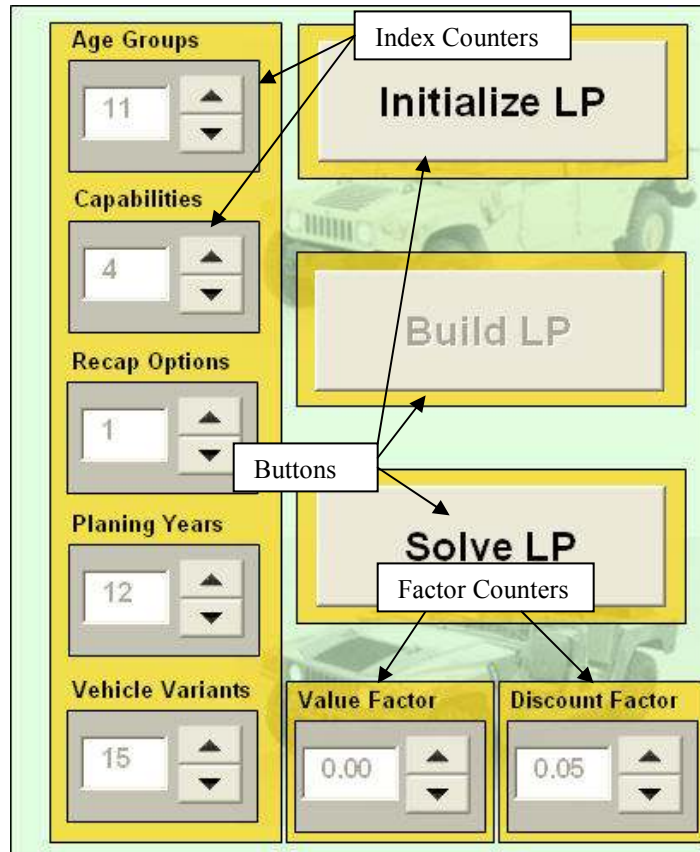 Age Groups
11
Index Counters
Initialize LP
Capabilities
4
Build LP
Recap Options
1
Buttons
Planing Years
12
Solve LP
Factor Counters
Vehicle Variants
15
Value Factor
0.00
Discount Factor
0.05